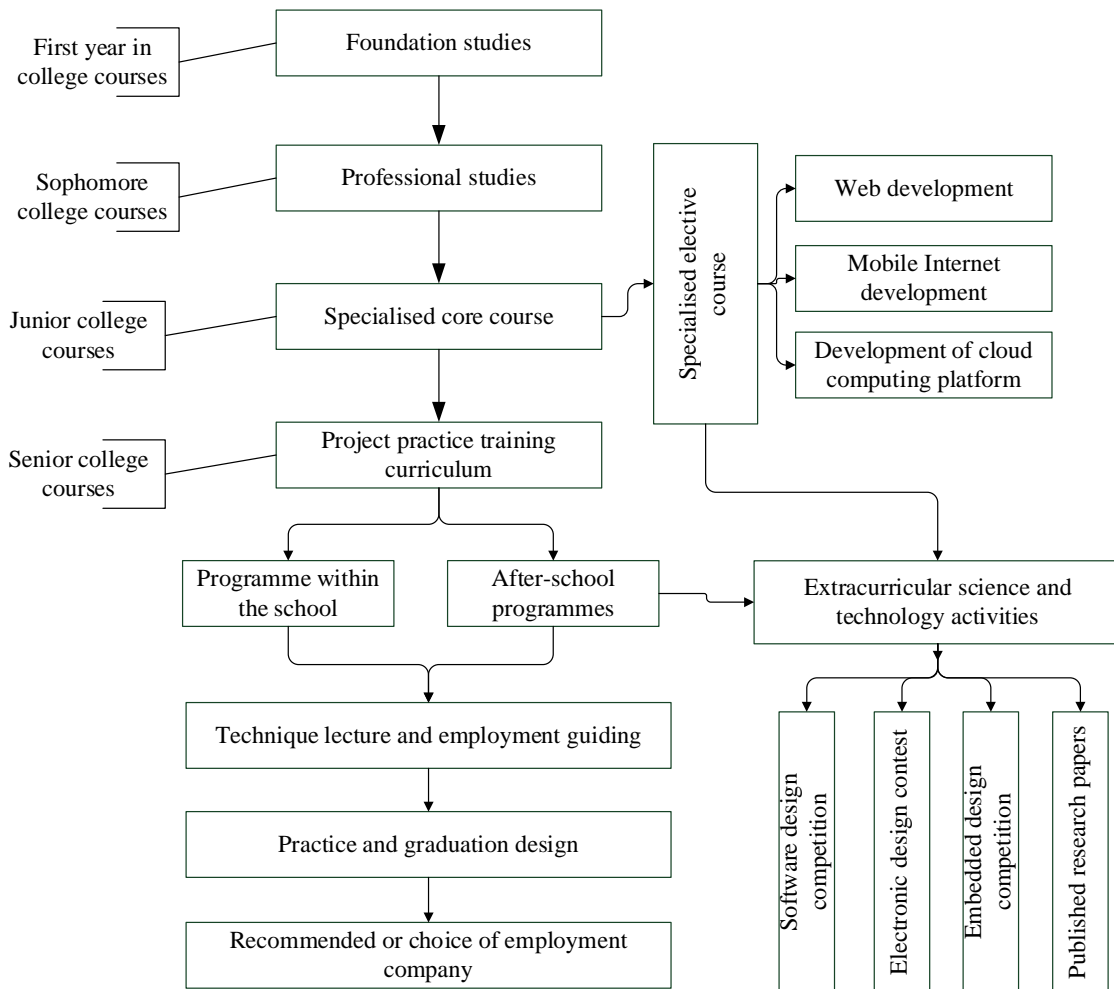 First year in
college courses
Foundation studies
Sophomore
college courses
Professional studies
Junior college
courses
Specialised core course
Specialised elective
course
Web development
Mobile Internet
development
Development of cloud
computing platform
Senior college
courses
Project practice training
curriculum
Programme within
the school
After-school
programmes
Extracurricular science and
technology activities
Technique lecture and employment guiding
Practice and graduation design
Recommended or choice of employment
company
Software design
competition
Electronic design contest
Embedded design
competition
Published research papers